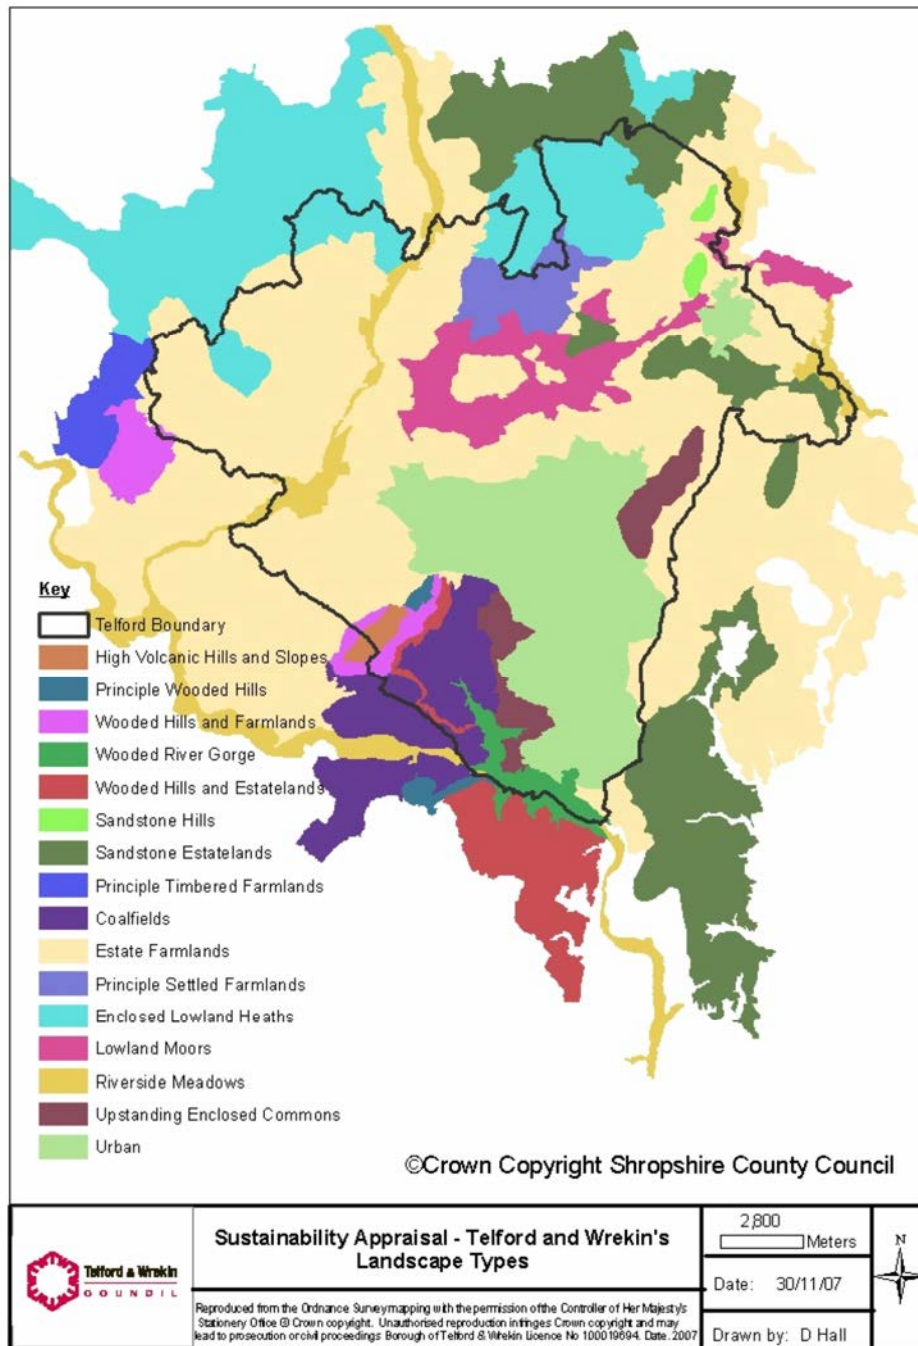 Key
Telford Boundary
High Volcanic Hills and Slopes
Principle Wooded Hills
Wooded Hills and Farmlands
Wooded River Gorge
Wooded Hills and Estatelands
Sandstone Hills
Sandstone Estatelands
Principle Timbered Farmlands
Coalfields
Estate Farmlands
Principle Settled Farmlands
Enclosed Lowland Heaths
Lowland Moors
Riverside Meadows
Upstanding Enclosed Commons
Urban
©Crown Copyright Shropshire County Council
Telford & Wrekin
COUNCIL
Sustainability Appraisal - Telford and Wrekin's
Landscape Types
Reproduced from the Ordnance Survey mapping with the permission of the Controller of Her Majesty's
Stationery Office @ Crown copyright. Unauthorised reproduction infringes Crown copyright and may
lead to prosecution or civil proceedings Borough of Telford & Wrekin Licence No 100019694. Date. 2007
2,800
Meters
Date: 30/11/07
Drawn by: D Hall
N